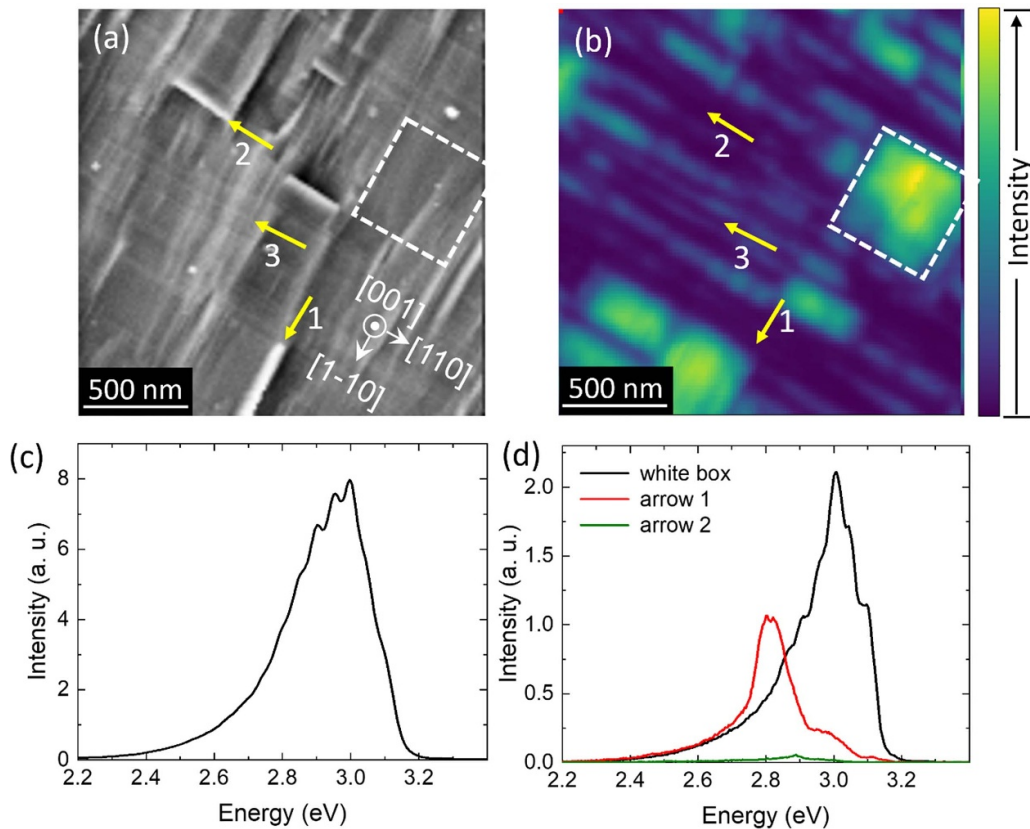 (a)
2
3
1
[001]
[110]
[1-10]
500 nm
(b)
2
3
1
500 nm
Intensity
(c)
8
6
4
2
0
2.2 2.4 2.6 2.8 3.0 3.2
Intensity (a. u.)
Energy (eV)
(d)
white box
arrow 1
arrow 2
2.0
1.5
1.0
0.5
0.0
2.2 2.4 2.6 2.8 3.0 3.2
Intensity (a. u.)
Energy (eV)